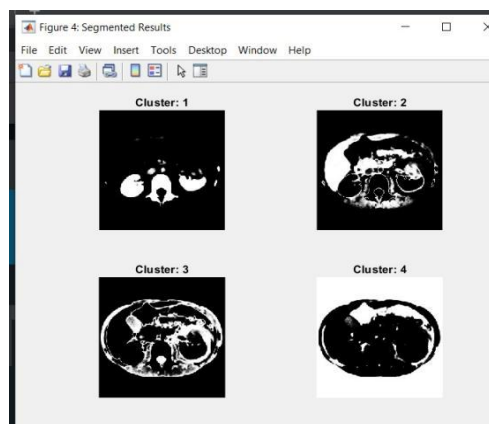 Figure 4: Segmented Results
File Edit View Insert Tools Desktop Window Help
Cluster: 1
Cluster: 2
Cluster: 3
Cluster: 4